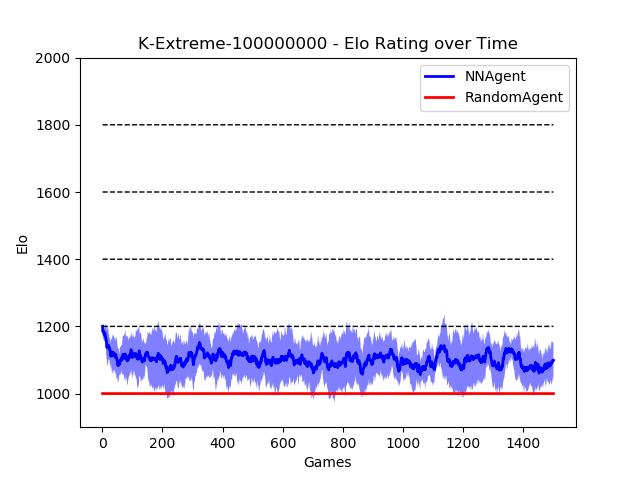 K-Extreme-100000000 - Elo Rating over Time
NNAgent
RandomAgent
2000
1800
1600
1400
1200
1000
Elo
0 200 400 600 800 1000 1200 1400
Games